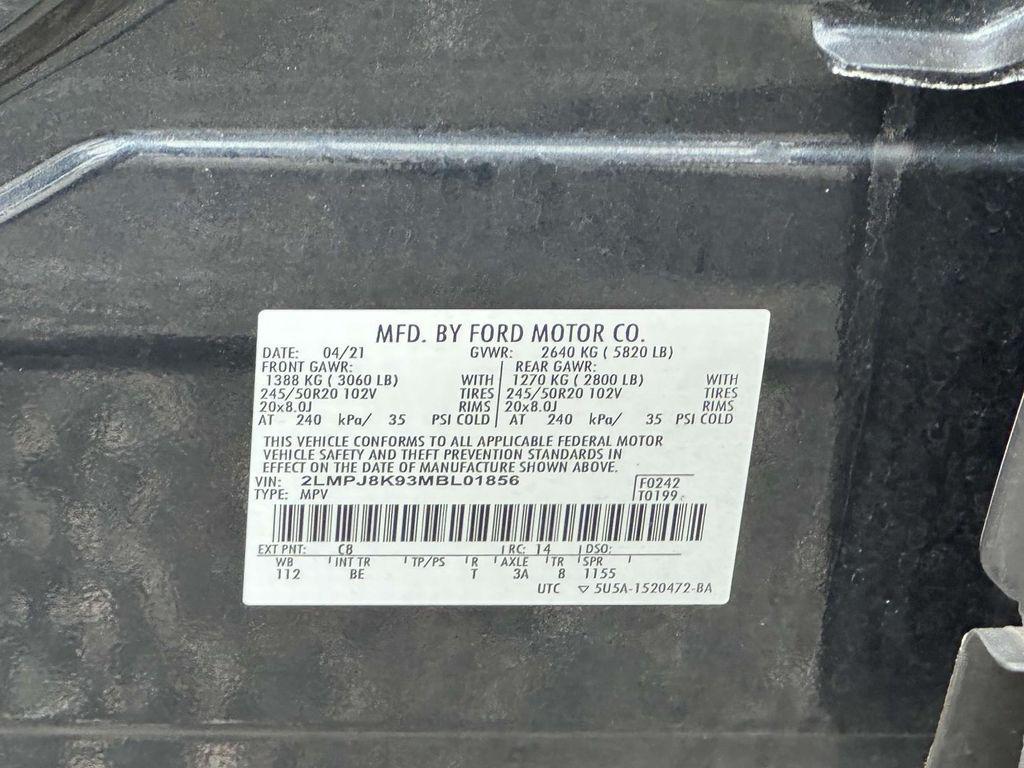 MFD. BY FORD MOTOR CO.
DATE: 04/21 GVWR: 2640 KG ( 5820 LB)
FRONT GAWR: REAR GAWR:
1388 KG ( 3060 LB) WITH 1270 KG ( 2800 LB) WITH
245/50R20 102V TIRES 245/50R20 102V TIRES
20x8.0J RIMS 20x8.0J RIMS
AT 240 kPa/ 35 PSI COLD AT 240 kPa/ 35 PSI COLD
THIS VEHICLE CONFORMS TO ALL APPLICABLE FEDERAL MOTOR
VEHICLE SAFETY AND THEFT PREVENTION STANDARDS IN
EFFECT ON THE DATE OF MANUFACTURE SHOWN ABOVE.
VIN: 2LMPJ8K93MBL01856 F0242
TYPE: MPV T0199
EXT PNT: C8 RC: 14 DSO:
WB INT TR TP/PS R AXLE TR SPR
112 BE T 3A 8 1155
UTC ▽ 5U5A-1520472-BA